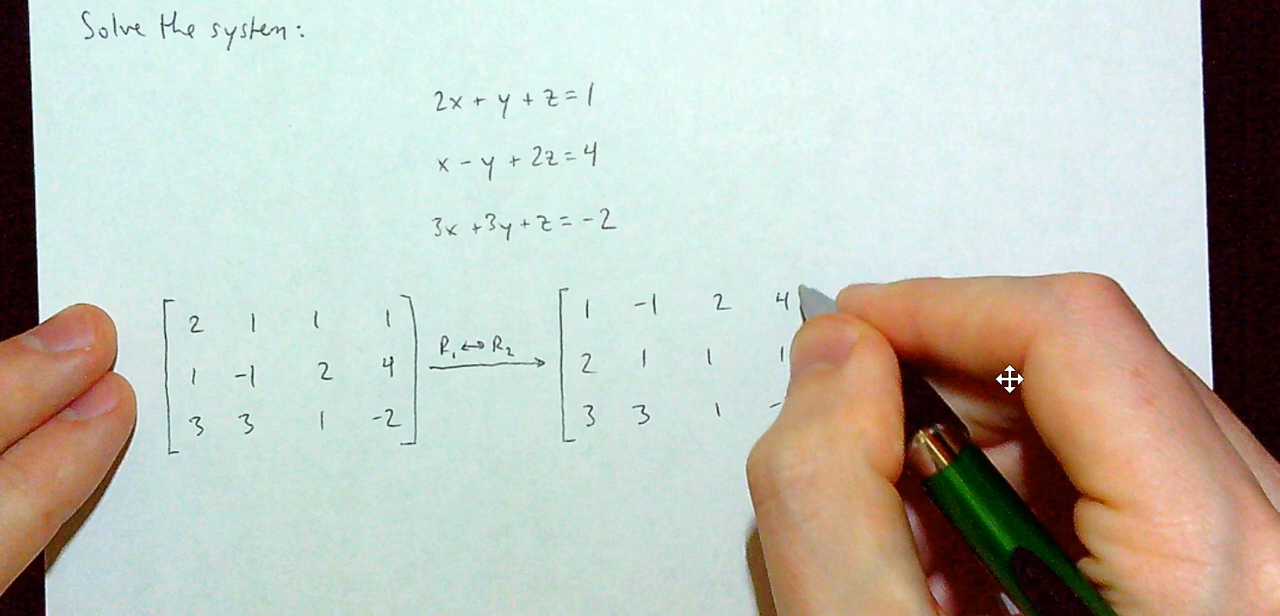 Solve the system:
2x + y + z = 1
x - y + 2z = 4
3x + 3y + z = -2
2 1 1 1
1 -1 2 4
3 3 1 -2
R₁ ↔ R₂
1 -1 2 4
2 1 1 1
3 3 1 -